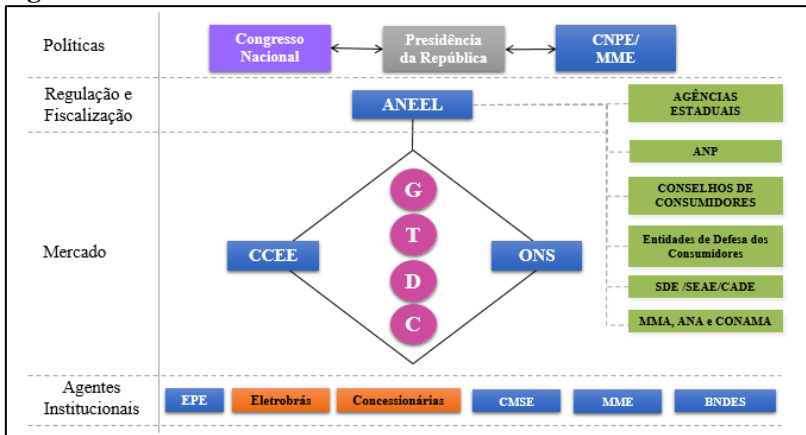 Políticas
Congresso
Nacional
Presidência
da República
CNPE/
MME
Regulação e
Fiscalização
ANEEL
AGÊNCIAS
ESTADUAIS
ANP
CONSELHOS DE
CONSUMIDORES
Entidades de Defesa dos
Consumidores
SDE /SEAE/CADE
MMA, ANA e CONAMA
Mercado
G
T
D
C
CCEE
ONS
Agentes
Institucionais
EPE
Eletrobrás
Concessionárias
CMSE
MME
BNDES